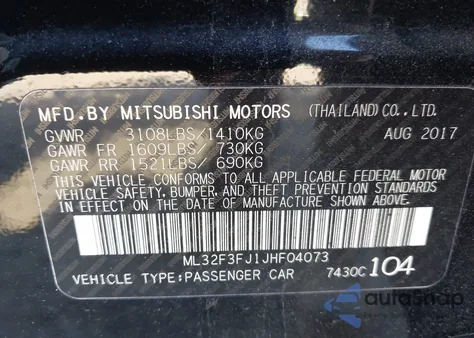 MFD. BY MITSUBISHI MOTORS (THAILAND) CO., LTD.
GVWR 3108LBS/1410KG AUG 2017
GAWR FR 1609LBS/ 730KG
GAWR RR 1521LBS/ 690KG
THIS VEHICLE CONFORMS TO ALL APPLICABLE FEDERAL MOTOR
VEHICLE SAFETY, BUMPER, AND THEFT PREVENTION STANDARDS
IN EFFECT ON THE DATE OF MANUFACTURE SHOWN ABOVE.
ML32F3FJ1JHF04073
VEHICLE TYPE:PASSENGER CAR 7430C 104
autosnap